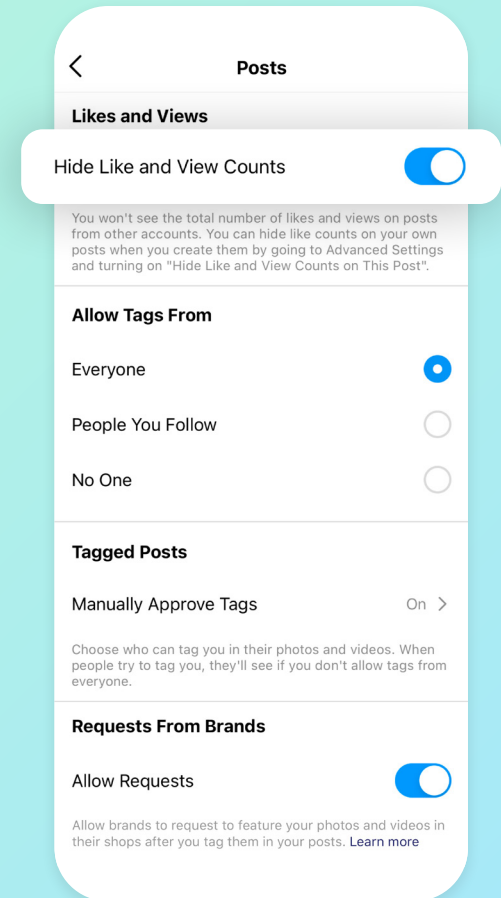 Posts
Likes and Views
Hide Like and View Counts
You won't see the total number of likes and views on posts
from other accounts. You can hide like counts on your own
posts when you create them by going to Advanced Settings
and turning on "Hide Like and View Counts on This Post".
Allow Tags From
Everyone
People You Follow
No One
Tagged Posts
Manually Approve Tags On
Choose who can tag you in their photos and videos. When
people try to tag you, they'll see if you don't allow tags from
everyone.
Requests From Brands
Allow Requests
Allow brands to request to feature your photos and videos in
their shops after you tag them in your posts. Learn more